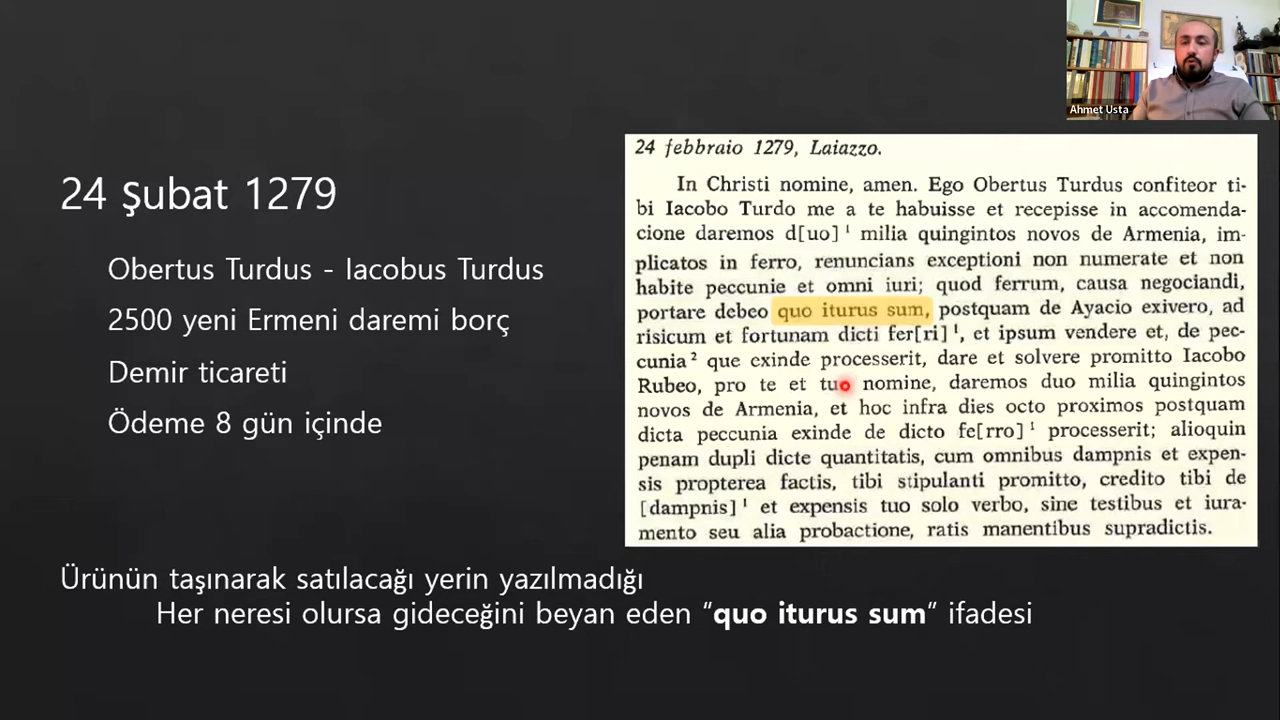 Ahmet Usta
24 Şubat 1279
Obertus Turdus - Iacobus Turdus
2500 yeni Ermeni daremi borç
Demir ticareti
Ödeme 8 gün içinde
24 febbraio 1279, Laiazzo.
In Christi nomine, amen. Ego Obertus Turdus confiteor ti-
bi Iacobo Turdo me a te habuisse et recepisse in accomenda-
cione daremos d[uo] ¹ milia quingintos novos de Armenia, im-
plicatos in ferro, renuncians exceptioni non numerate et non
habite peccunie et omni iuri; quod ferrum, causa negociandi,
portare debeo quo iturus sum, postquam de Ayacio exivero, ad
risicum et fortunam dicti fer[ri] ¹, et ipsum vendere et, de pec-
cunia ² que exinde processerit, dare et solvere promitto Iacobo
Rubeo, pro te et tuo nomine, daremos duo milia quingintos
novos de Armenia, et hoc infra dies octo proximos postquam
dicta peccunia exinde de dicto fe[rro] ¹ processerit; alioquin
penam dupli dicte quantitatis, cum omnibus dampnis et expen-
sis propterea factis, tibi stipulanti promitto, credito tibi de
[dampnis] ¹ et expensis tuo solo verbo, sine testibus et iura-
mento seu alia probactione, ratis manentibus supradictis.
Ürünün taşınarak satılacağı yerin yazılmadığı
Her neresi olursa gideceğini beyan eden “quo iturus sum” ifadesi